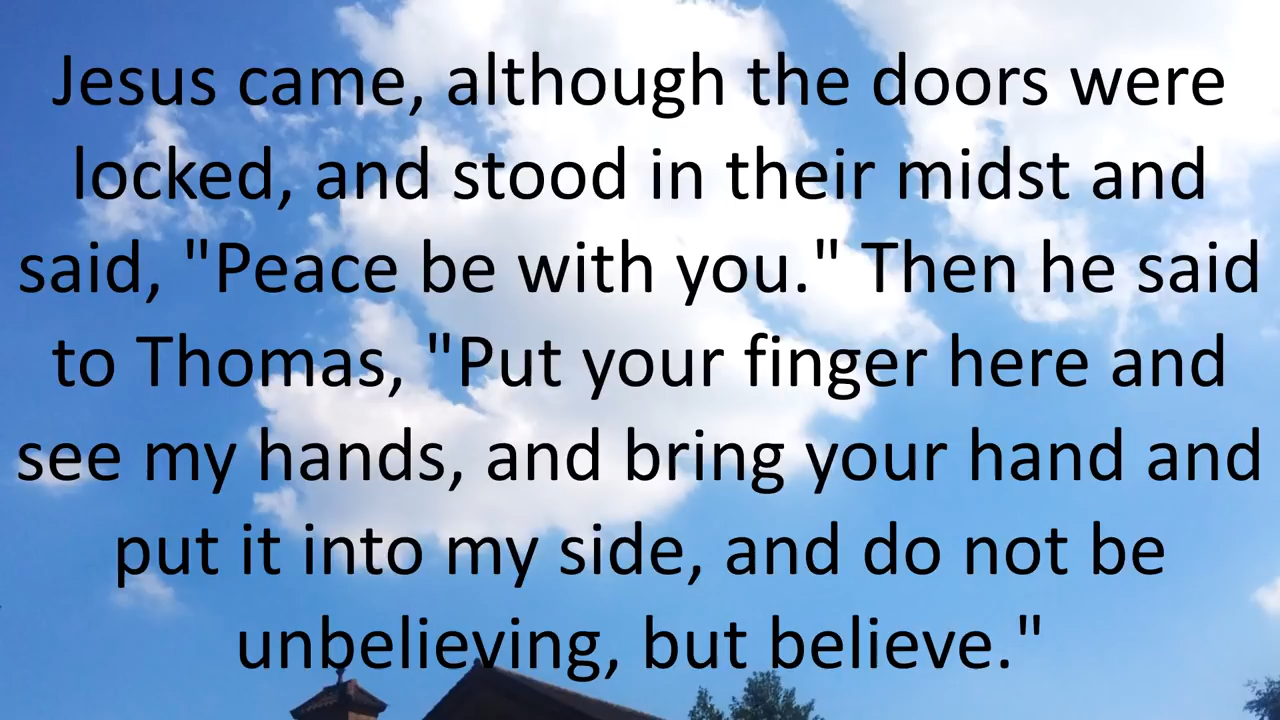 Jesus came, although the doors were
locked, and stood in their midst and
said, "Peace be with you." Then he said
to Thomas, "Put your finger here and
see my hands, and bring your hand and
put it into my side, and do not be
unbelieving, but believe."